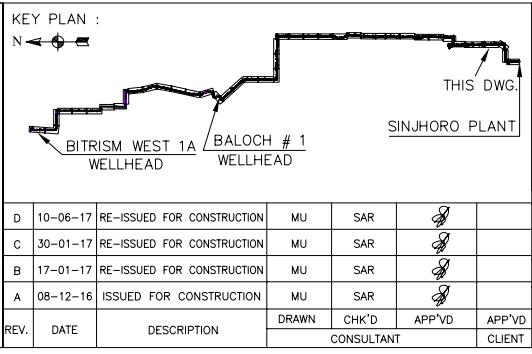 KEY PLAN :
N
THIS DWG.
SINJHORO PLANT
BITRISM WEST 1A
WELLHEAD
BALOCH # 1
WELLHEAD
D 10-06-17 RE-ISSUED FOR CONSTRUCTION MU SAR
C 30-01-17 RE-ISSUED FOR CONSTRUCTION MU SAR
B 17-01-17 RE-ISSUED FOR CONSTRUCTION MU SAR
A 08-12-16 ISSUED FOR CONSTRUCTION MU SAR
REV. DATE DESCRIPTION DRAWN CHK'D APP'VD APP'VD
CONSULTANT CLIENT